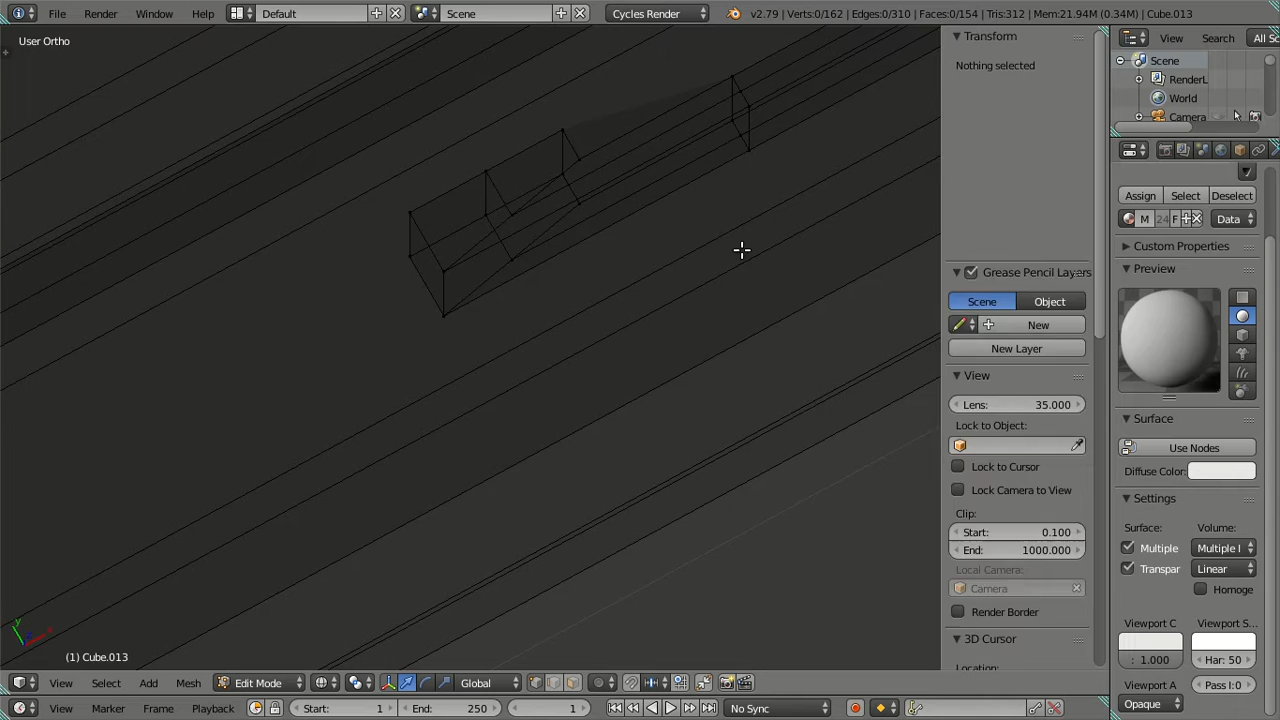 File Render Window Help Default Scene Cycles Render v2.79 | Verts:0/162 | Edges:0/310 | Faces:0/154 | Tris:312 | Mem:21.94M (0.34M) | Cube.013
User Ortho
Transform
Nothing selected
Grease Pencil Layers
Scene Object
New
New Layer
View
Lens: 35.000
Lock to Object:
Lock to Cursor
Lock Camera to View
Clip:
Start: 0.100
End: 1000.000
Local Camera:
Camera
Render Border
3D Cursor
Location:
View Search All Sc
Scene
RenderL
World
Camera
Assign Select Deselect
M 24 F Data
Custom Properties
Preview
Surface
Use Nodes
Diffuse Color:
Settings
Surface: Volume:
Multiple Multiple I
Transpar Linear
Homoge
Viewport C Viewport S...
: 1.000 Har: 50
Viewport A Pass I:0
Opaque
y
x
(1) Cube.013
View Select Add Mesh Edit Mode Global
View Marker Frame Playback Start: 1 End: 250 1 No Sync